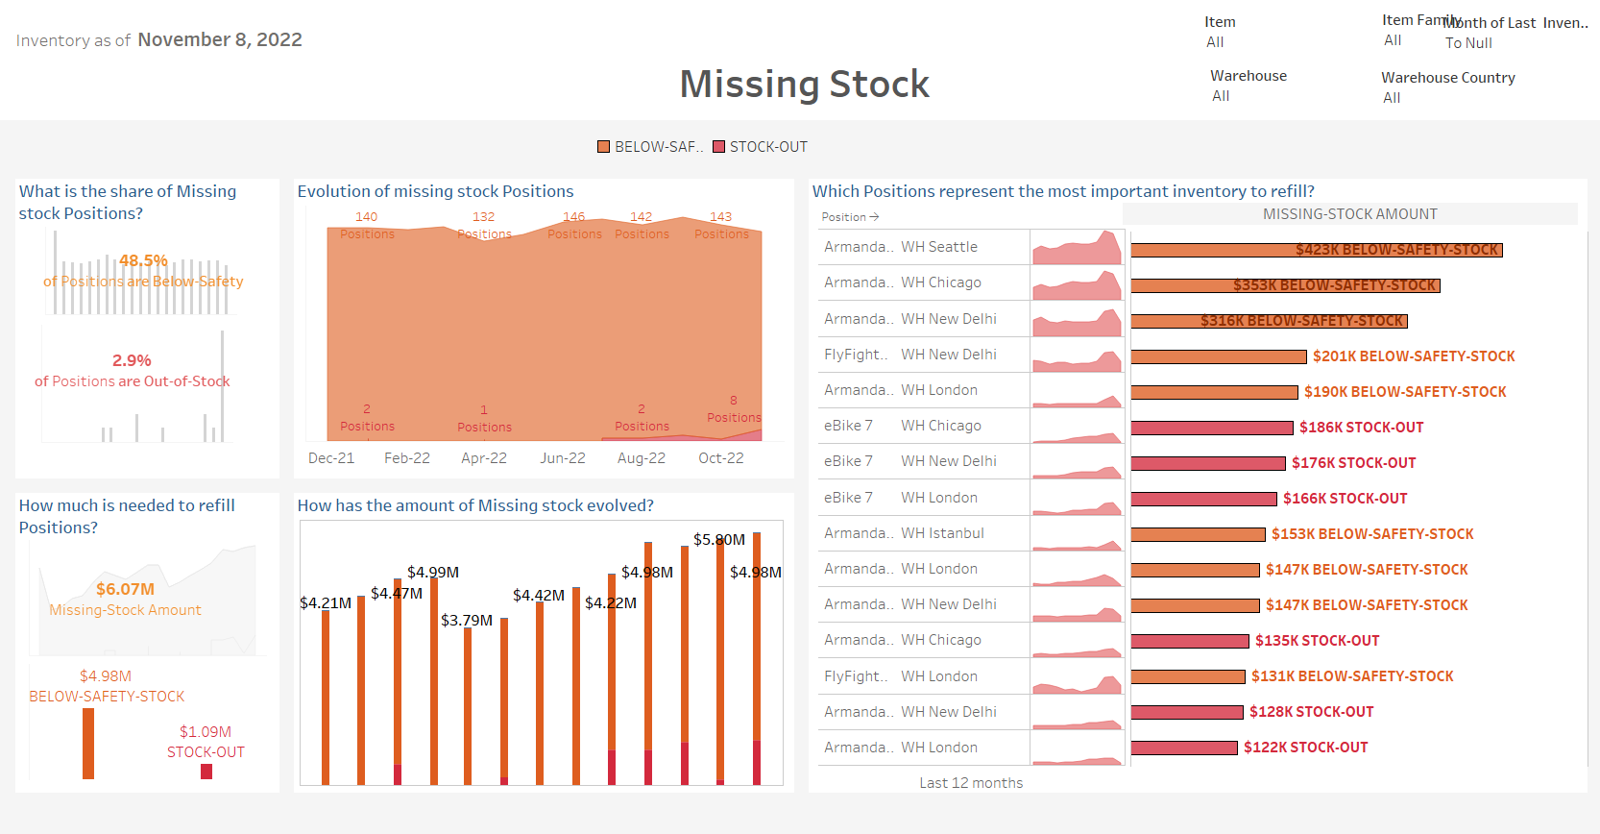 Inventory as of November 8, 2022
Missing Stock
Item
All
Item Family
All
Month of Last Inven..
To Null
Warehouse
All
Warehouse Country
All
BELOW-SAF.. STOCK-OUT
What is the share of Missing
stock Positions?
48.5%
of Positions are Below-Safety
2.9%
of Positions are Out-of-Stock
Evolution of missing stock Positions
140
Positions
132
Positions
146
Positions
142
Positions
143
Positions
2
Positions
1
Positions
2
Positions
8
Positions
Dec-21 Feb-22 Apr-22 Jun-22 Aug-22 Oct-22
How much is needed to refill
Positions?
$6.07M
Missing-Stock Amount
$4.98M
BELOW-SAFETY-STOCK
$1.09M
STOCK-OUT
How has the amount of Missing stock evolved?
$4.21M
$4.47M
$4.99M
$3.79M
$4.42M
$4.22M
$4.98M
$5.80M
$4.98M
Which Positions represent the most important inventory to refill?
Position →
MISSING-STOCK AMOUNT
Armanda.. WH Seattle $423K BELOW-SAFETY-STOCK
Armanda.. WH Chicago $353K BELOW-SAFETY-STOCK
Armanda.. WH New Delhi $316K BELOW-SAFETY-STOCK
FlyFight.. WH New Delhi $201K BELOW-SAFETY-STOCK
Armanda.. WH London $190K BELOW-SAFETY-STOCK
eBike 7 WH Chicago $186K STOCK-OUT
eBike 7 WH New Delhi $176K STOCK-OUT
eBike 7 WH London $166K STOCK-OUT
Armanda.. WH Istanbul $153K BELOW-SAFETY-STOCK
Armanda.. WH London $147K BELOW-SAFETY-STOCK
Armanda.. WH New Delhi $147K BELOW-SAFETY-STOCK
Armanda.. WH Chicago $135K STOCK-OUT
FlyFight.. WH London $131K BELOW-SAFETY-STOCK
Armanda.. WH New Delhi $128K STOCK-OUT
Armanda.. WH London $122K STOCK-OUT
Last 12 months